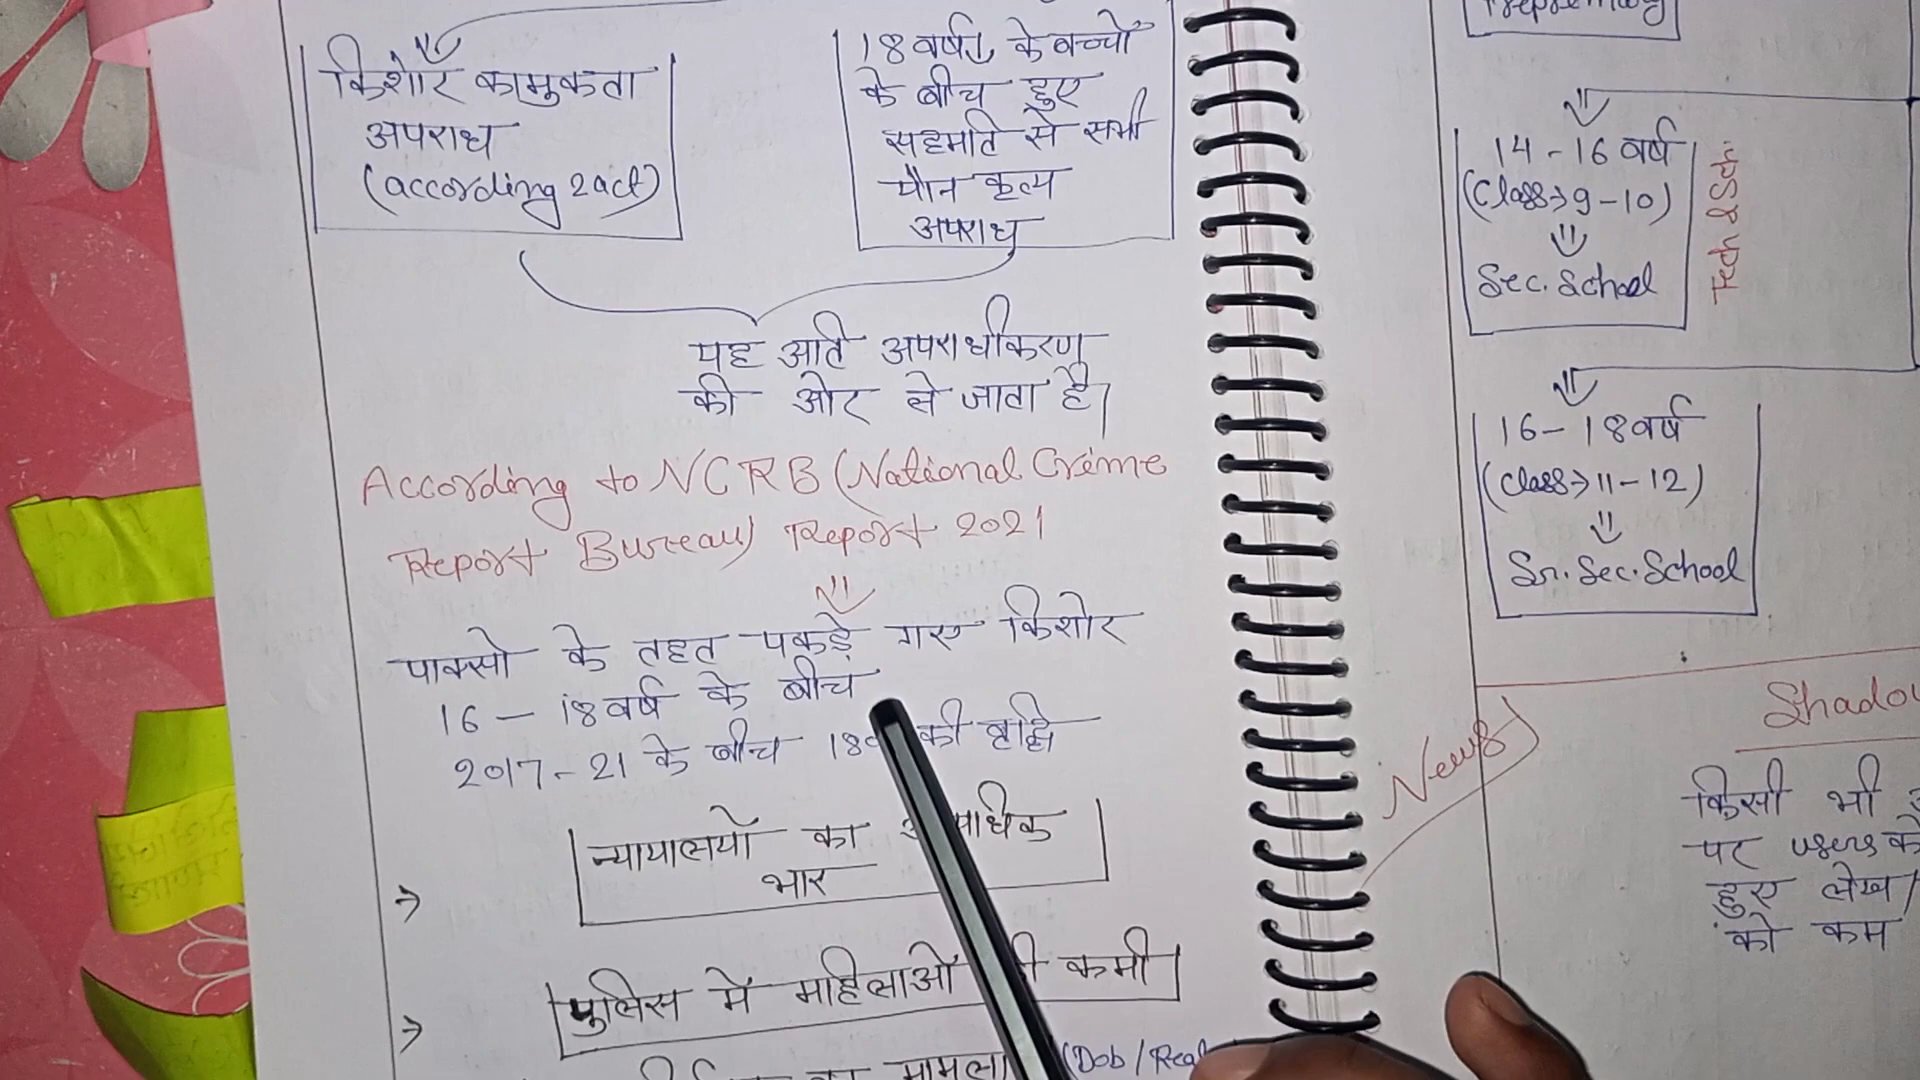 किशोर कामुकता
अपराध
(according 2 act)
18 वर्ष↓ के बच्चों
के बीच हुए
सहमति से सभी
यौन कृत्य
अपराध
यह अति अपराधीकरण
की ओर ले जाता है।
According to NCRB (National Crime
Report Bureau) Report 2021
पाक्सो के तहत पकड़े गए किशोर
16 - 18 वर्ष के बीच
2017 - 21 के बीच की वृद्धि
→ न्यायालयों का
भार
→ पुलिस में महिलाओं कमी
का मामला (Dob /
14 - 16 वर्ष
(Class → 9 - 10)
Sec. School
Tech & Sch.
16 - 18 वर्ष
(Class → 11 - 12)
Sr. Sec. School
News
किसी भी
पर users
हुए लेख /
को कम